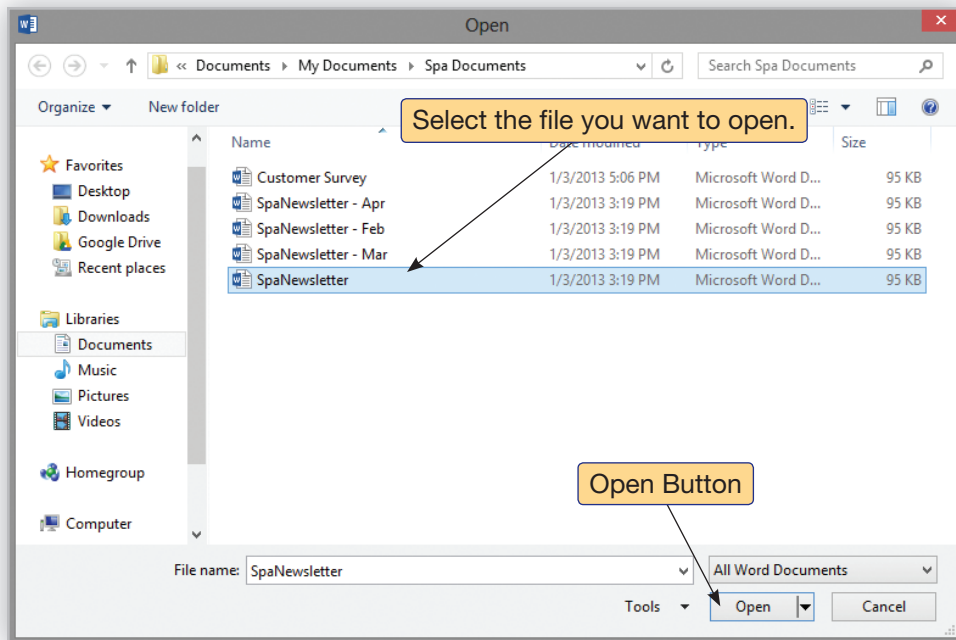 Open
« Documents My Documents Spa Documents
Search Spa Documents
Organize
New folder
Select the file you want to open.
Name
Date modified
Type
Size
Favorites
Desktop
Downloads
Google Drive
Recent places
Libraries
Documents
Music
Pictures
Videos
Homegroup
Computer
Customer Survey 1/3/2013 5:06 PM Microsoft Word D... 95 KB
SpaNewsletter - Apr 1/3/2013 3:19 PM Microsoft Word D... 95 KB
SpaNewsletter - Feb 1/3/2013 3:19 PM Microsoft Word D... 95 KB
SpaNewsletter - Mar 1/3/2013 3:19 PM Microsoft Word D... 95 KB
SpaNewsletter 1/3/2013 3:19 PM Microsoft Word D... 95 KB
Open Button
File name: SpaNewsletter
All Word Documents
Tools
Open
Cancel